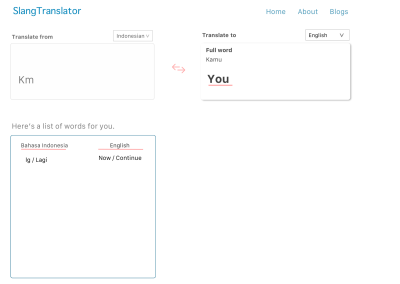 SlangTranslator
Home About Blogs
Translate from
Indonesian
Translate to
English
Km
Full word
Kamu
You
Here's a list of words for you.
Bahasa indonesia English
lg / Lagi Now / Continue